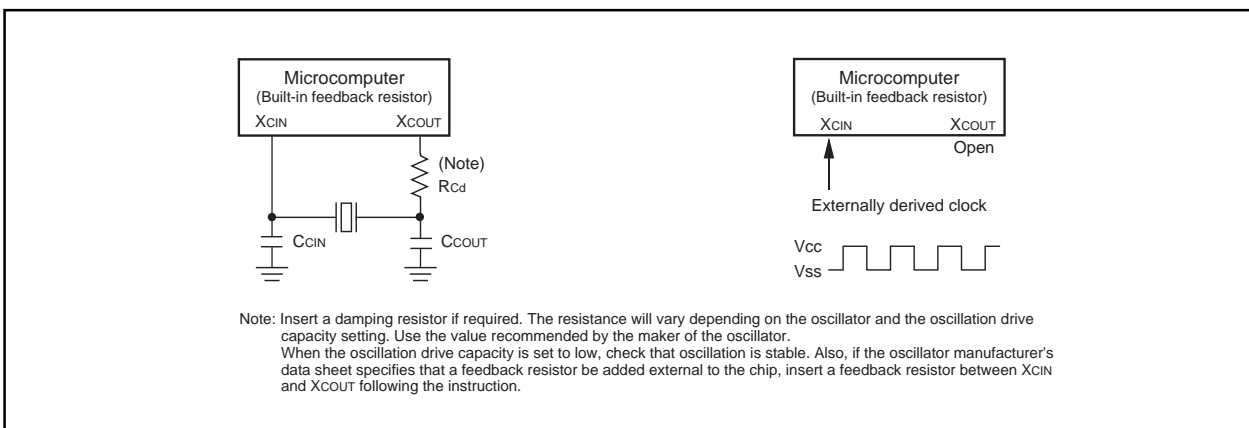 Microcomputer
(Built-in feedback resistor)
XCIN XCOUT
(Note)
RCd
CCIN CCOUT
Microcomputer
(Built-in feedback resistor)
XCIN XCOUT
Open
Externally derived clock
Vcc
Vss
Note: Insert a damping resistor if required. The resistance will vary depending on the oscillator and the oscillation drive
capacity setting. Use the value recommended by the maker of the oscillator.
When the oscillation drive capacity is set to low, check that oscillation is stable. Also, if the oscillator manufacturer's
data sheet specifies that a feedback resistor be added external to the chip, insert a feedback resistor between XCIN
and XCOUT following the instruction.